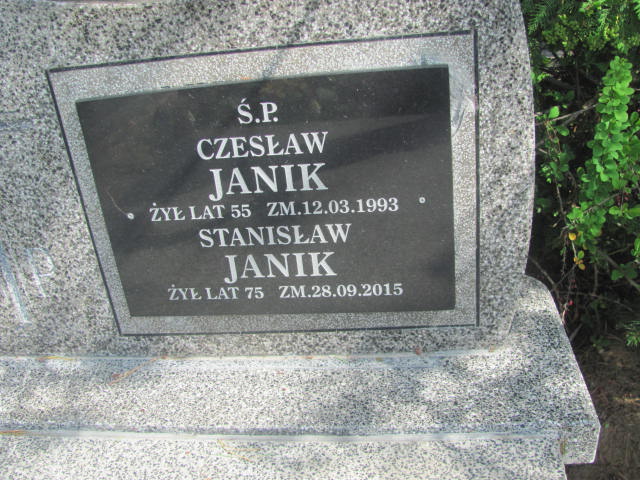 Ś.P.
CZESŁAW
JANIK
ŻYŁ LAT 55 ZM.12.03.1993
STANISŁAW
JANIK
ŻYŁ LAT 75 ZM.28.09.2015